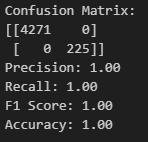 Confusion Matrix:
[[4271    0]
 [   0  225]]
Precision: 1.00
Recall: 1.00
F1 Score: 1.00
Accuracy: 1.00